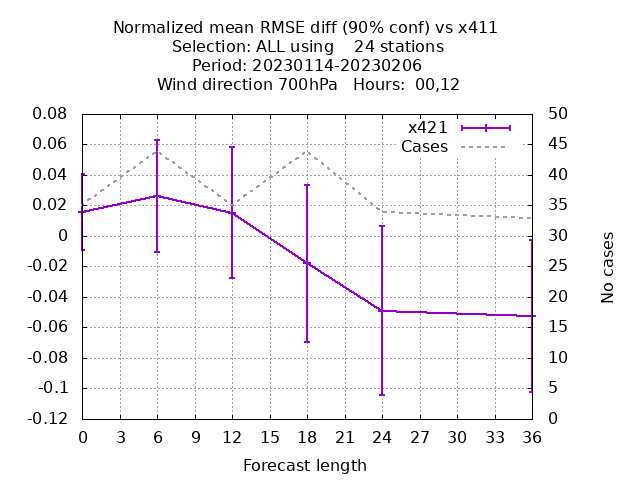 Normalized mean RMSE diff (90% conf) vs x411
Selection: ALL using    24 stations
Period: 20230114-20230206
Wind direction 700hPa   Hours:  00,12
x421
Cases
0.08
0.06
0.04
0.02
0
-0.02
-0.04
-0.06
-0.08
-0.1
-0.12
50
45
40
35
30
25
20
15
10
5
0
No cases
0 3 6 9 12 15 18 21 24 27 30 33 36
Forecast length